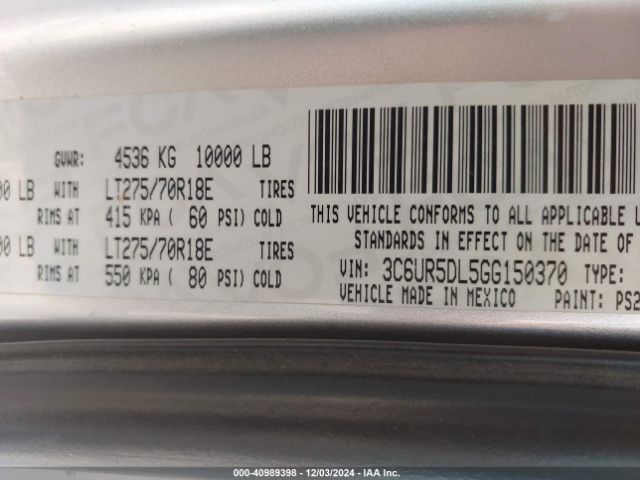 GVWR: 4536 KG 10000 LB
00 LB WITH LT275/70R18E TIRES
RIMS AT 415 KPA ( 60 PSI) COLD
00 LB WITH LT275/70R18E TIRES
RIMS AT 550 KPA ( 80 PSI) COLD
THIS VEHICLE CONFORMS TO ALL APPLICABLE
STANDARDS IN EFFECT ON THE DATE OF
VIN: 3C6UR5DL5GG150370 TYPE:
VEHICLE MADE IN MEXICO PAINT: PS2
000-40989398 - 12/03/2024 - IAA Inc.